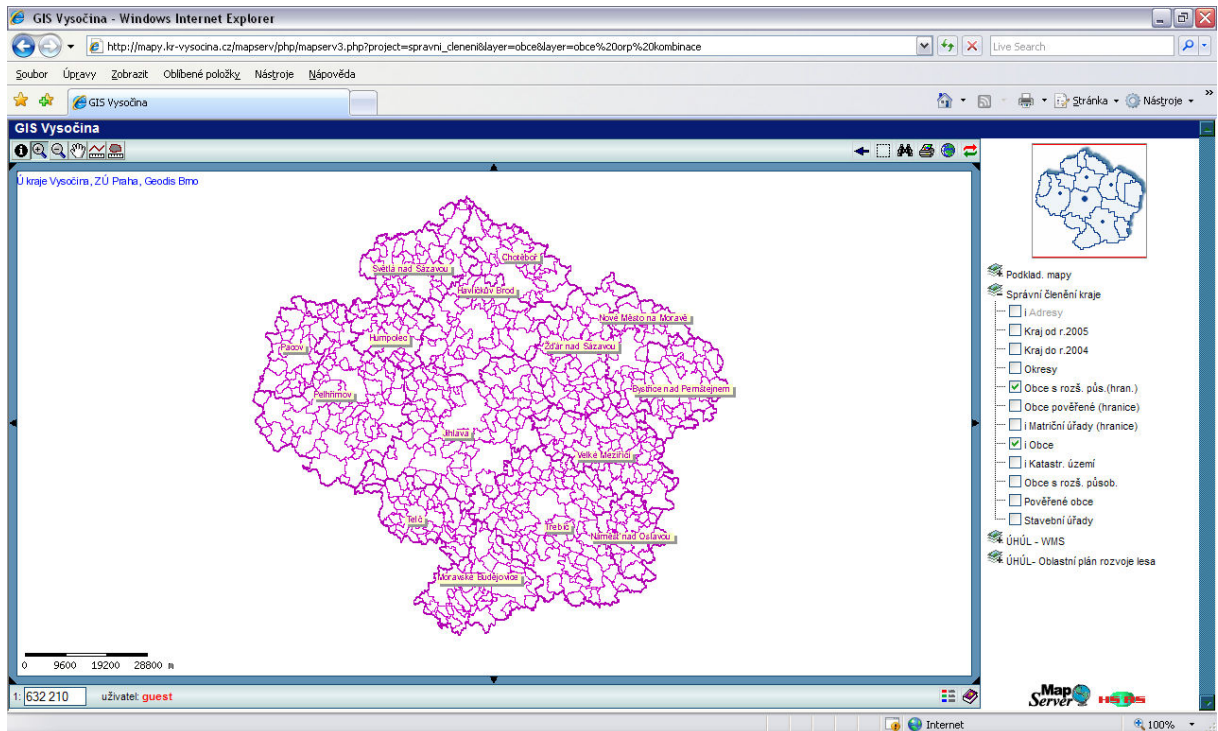 GIS Vysočina - Windows Internet Explorer
http://mapy.kr-vysocina.cz/mapserv/php/mapserv3.php?project=spravni_cleneni&layer=obce&layer=obce%20orp%20kombinace
Live Search
Soubor Úpravy Zobrazit Oblíbené položky Nástroje Nápověda
GIS Vysočina
Stránka
Nástroje
GIS Vysočina
Ú kraje Vysočina, ZÚ Praha, Geodis Brno
Chotěboř
Světlá nad Sázavou
Havlíčkův Brod
Nové Město na Moravě
Humpolec
Pacov
Žďár nad Sázavou
Bystřice nad Pernštejnem
Pelhřimov
Jihlava
Velké Meziříčí
Telč
Třebíč
Náměšť nad Oslavou
Moravské Budějovice
0 9600 19200 28800 m
1: 632 210 uživatel: guest
Podklad. mapy
Správní členění kraje
i Adresy
Kraj od r.2005
Kraj do r.2004
Okresy
Obce s rozš. půs.(hran.)
Obce pověřené (hranice)
i Matriční úřady (hranice)
i Obce
i Katastr. území
Obce s rozš. působ.
Pověřené obce
Stavební úřady
ÚHÚL - WMS
ÚHÚL- Oblastní plán rozvoje lesa
Map
Server
HS RS
Internet
100%